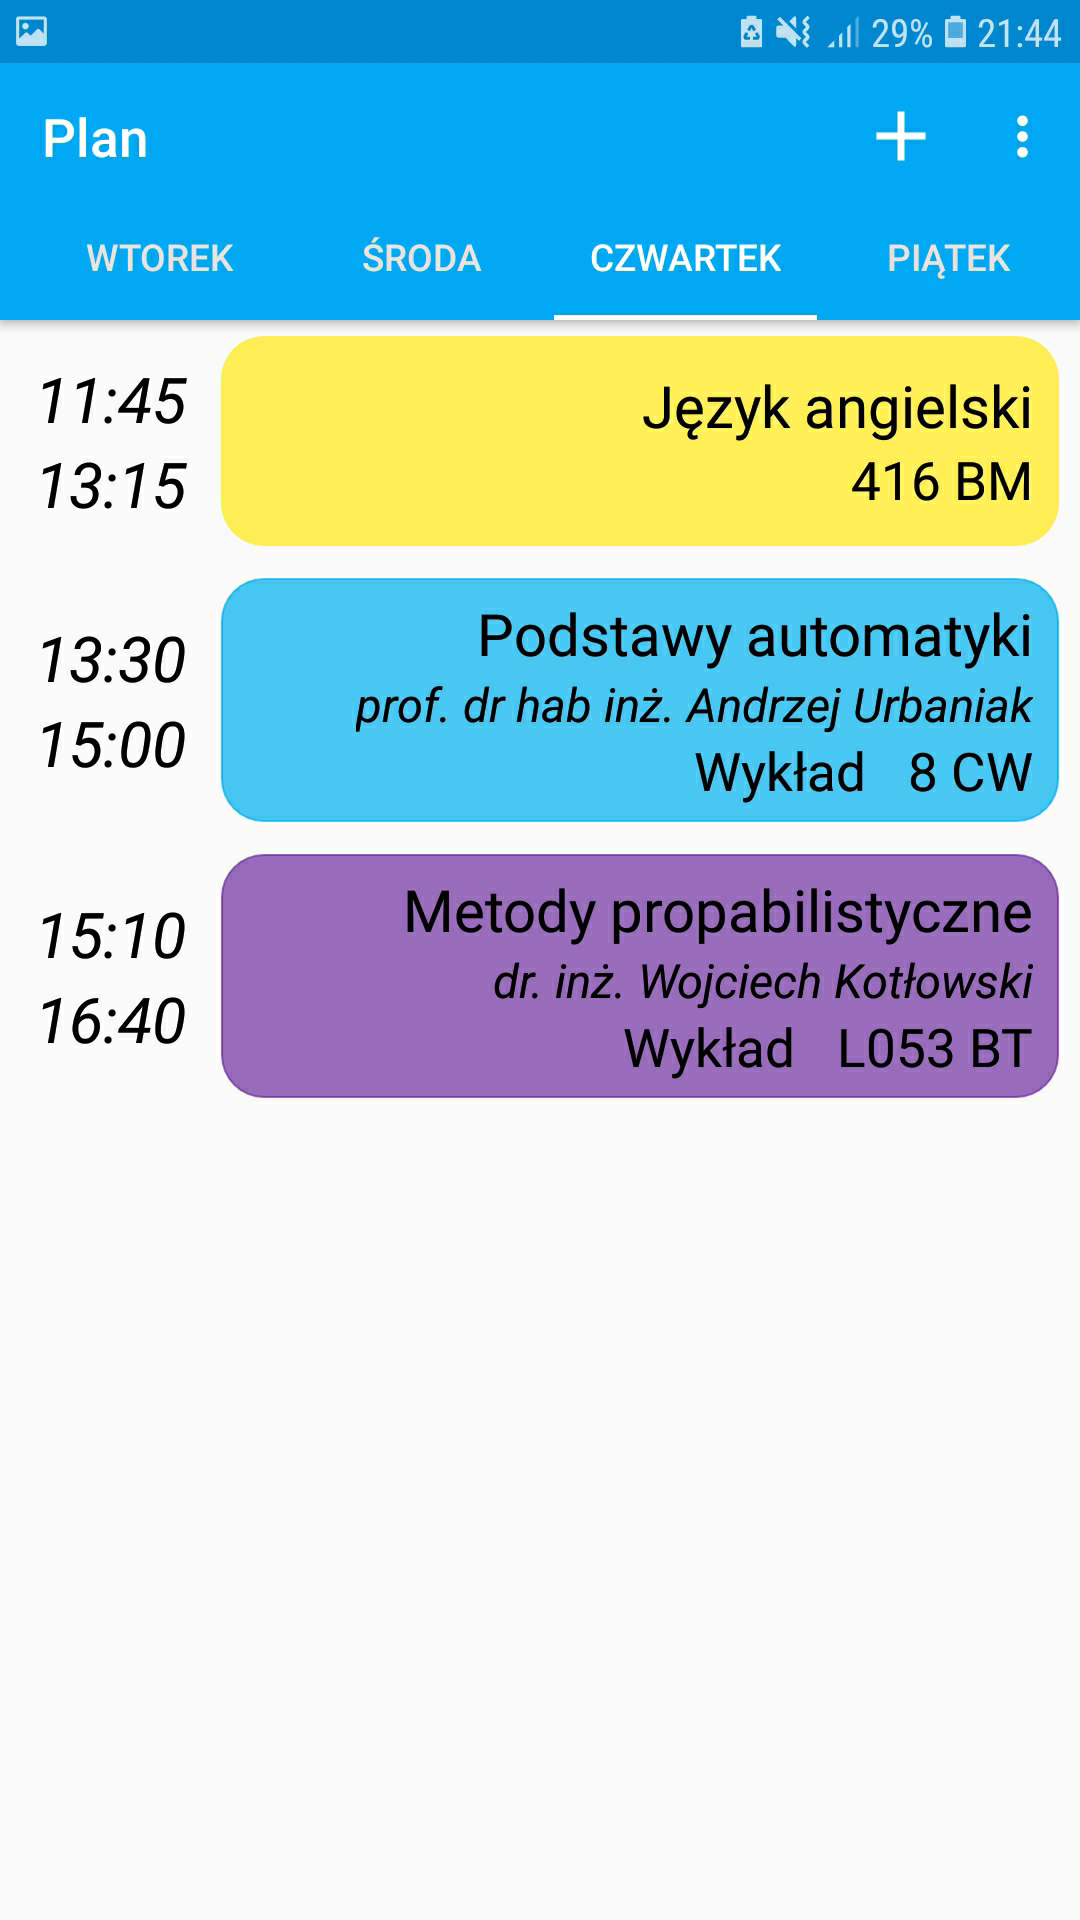 29% 21:44
Plan
WTOREK ŚRODA CZWARTEK PIĄTEK
11:45
13:15
Język angielski
416 BM
13:30
15:00
Podstawy automatyki
prof. dr hab inż. Andrzej Urbaniak
Wykład 8 CW
15:10
16:40
Metody propabilistyczne
dr. inż. Wojciech Kotłowski
Wykład L053 BT